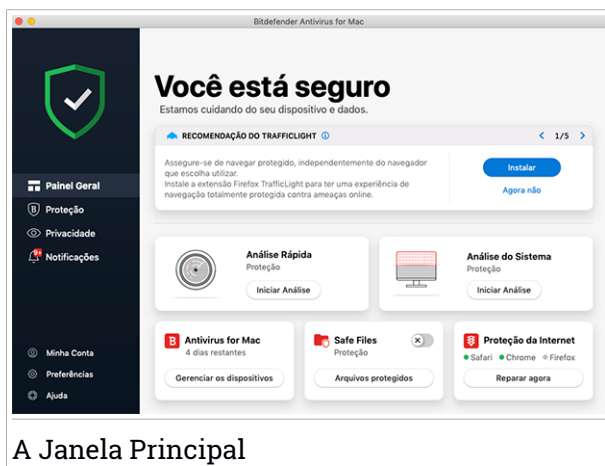 Bitdefender Antivirus for Mac
Você está seguro
Estamos cuidando do seu dispositivo e dados.
RECOMENDAÇÃO DO TRAFFICLIGHT
1/5
Assegure-se de navegar protegido, independentemente do navegador
que escolha utilizar.
Instale a extensão Firefox TrafficLight para ter uma experiência de
navegação totalmente protegida contra ameaças online.
Instalar
Agora não
Painel Geral
B Proteção
Privacidade
9+
Notificações
Minha Conta
Preferências
Ajuda
Análise Rápida
Proteção
Iniciar Análise
Análise do Sistema
Proteção
Iniciar Análise
B Antivirus for Mac
4 dias restantes
Gerenciar os dispositivos
Safe Files
Proteção
Arquivos protegidos
Proteção da Internet
Safari Chrome Firefox
Reparar agora
A Janela Principal